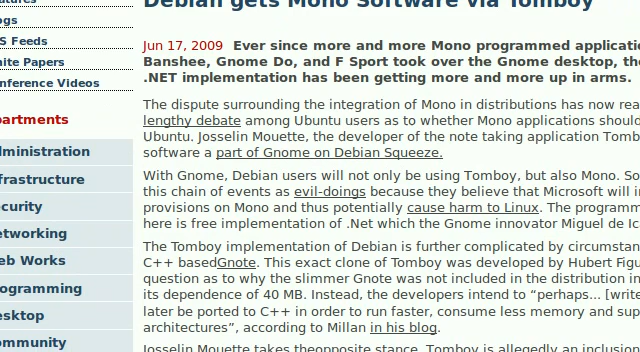 Debian gets Mono Software via Tomboy
ogs
S Feeds
ite Papers
nference Videos
partments
dministration
frastructure
ecurity
etworking
eb Works
ogramming
esktop
ommunity
Jun 17, 2009 Ever since more and more Mono programmed applicatio
Banshee, Gnome Do, and F Sport took over the Gnome desktop, the
.NET implementation has been getting more and more up in arms.
The dispute surrounding the integration of Mono in distributions has now rea
lengthy debate among Ubuntu users as to whether Mono applications should
Ubuntu. Josselin Mouette, the developer of the note taking application Tomb
software a part of Gnome on Debian Squeeze.
With Gnome, Debian users will not only be using Tomboy, but also Mono. So
this chain of events as evil-doings because they believe that Microsoft will i
provisions on Mono and thus potentially cause harm to Linux. The programm
here is free implementation of .Net which the Gnome innovator Miguel de Ic
The Tomboy implementation of Debian is further complicated by circumstan
C++ basedGnote. This exact clone of Tomboy was developed by Hubert Figu
question as to why the slimmer Gnote was not included in the distribution in
its dependence of 40 MB. Instead, the developers intend to “perhaps... [write
later be ported to C++ in order to run faster, consume less memory and sup
architectures”, according to Millan in his blog.
Josselin Mouette takes theopposite stance. Tomboy is allegedly an inclusion